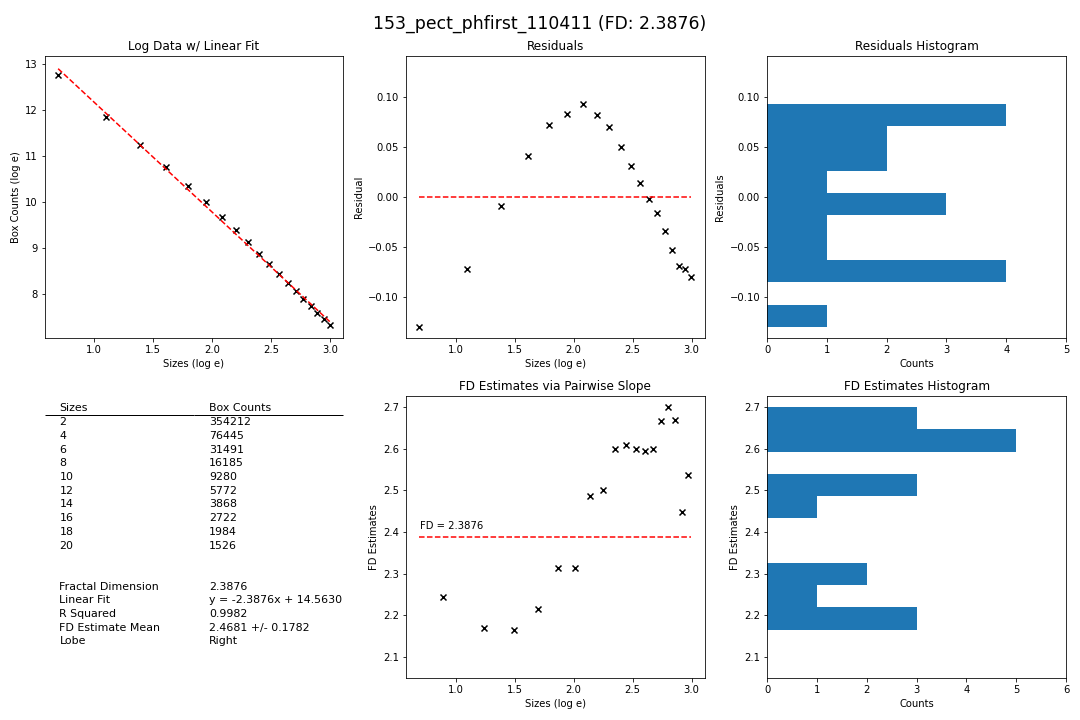 153_pect_phfirst_110411 (FD: 2.3876)
Log Data w/ Linear Fit
13
12
11
10
9
8
Box Counts (log e)
1.0 1.5 2.0 2.5 3.0
Sizes (log e)
Residuals
0.10
0.05
0.00
−0.05
−0.10
Residual
1.0 1.5 2.0 2.5 3.0
Sizes (log e)
Residuals Histogram
0.10
0.05
0.00
−0.05
−0.10
Residuals
0 1 2 3 4 5
Counts
Sizes Box Counts
2 354212
4 76445
6 31491
8 16185
10 9280
12 5772
14 3868
16 2722
18 1984
20 1526
Fractal Dimension 2.3876
Linear Fit y = -2.3876x + 14.5630
R Squared 0.9982
FD Estimate Mean 2.4681 +/- 0.1782
Lobe Right
FD Estimates via Pairwise Slope
2.7
2.6
2.5
2.4
2.3
2.2
2.1
FD Estimates
FD = 2.3876
1.0 1.5 2.0 2.5 3.0
Sizes (log e)
FD Estimates Histogram
2.7
2.6
2.5
2.4
2.3
2.2
2.1
FD Estimates
0 1 2 3 4 5 6
Counts